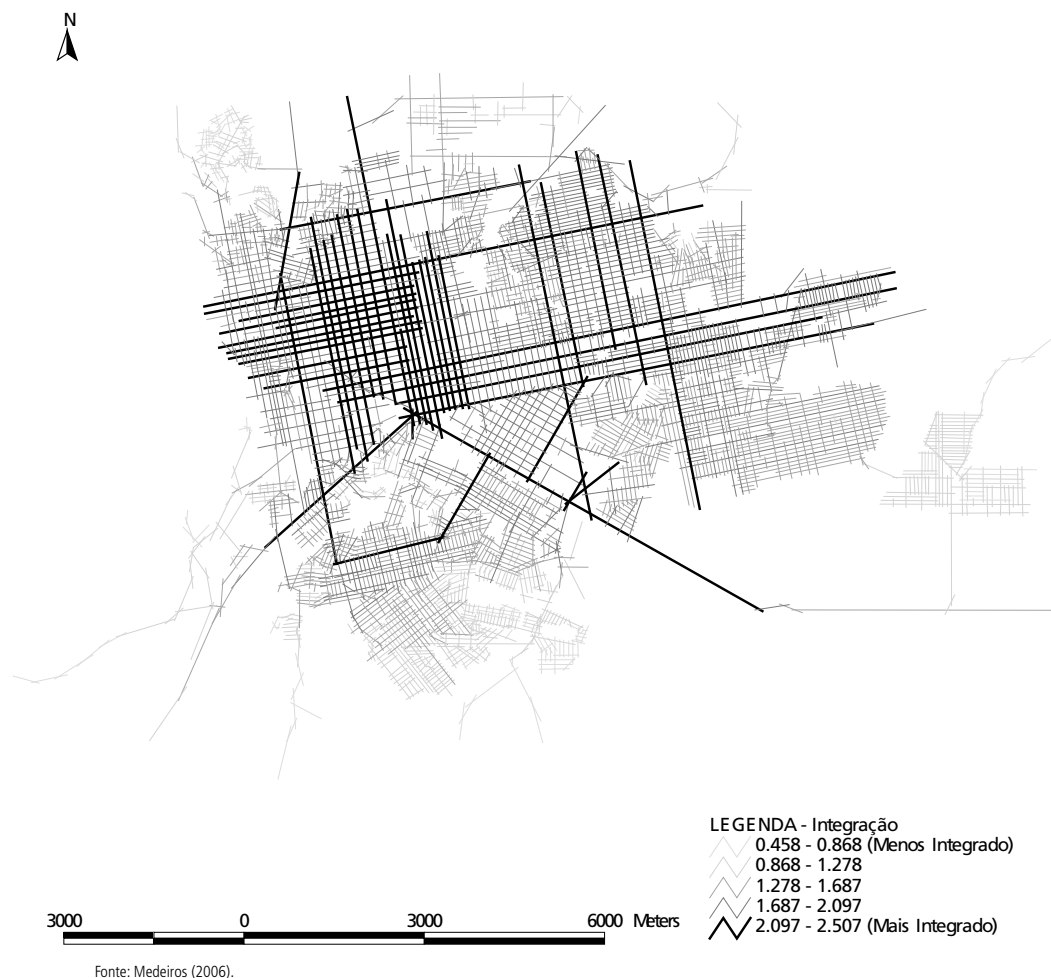 N
LEGENDA - Integração
0.458 - 0.868 (Menos Integrado)
0.868 - 1.278
1.278 - 1.687
1.687 - 2.097
2.097 - 2.507 (Mais Integrado)
3000 0 3000 6000 Meters
Fonte: Medeiros (2006).